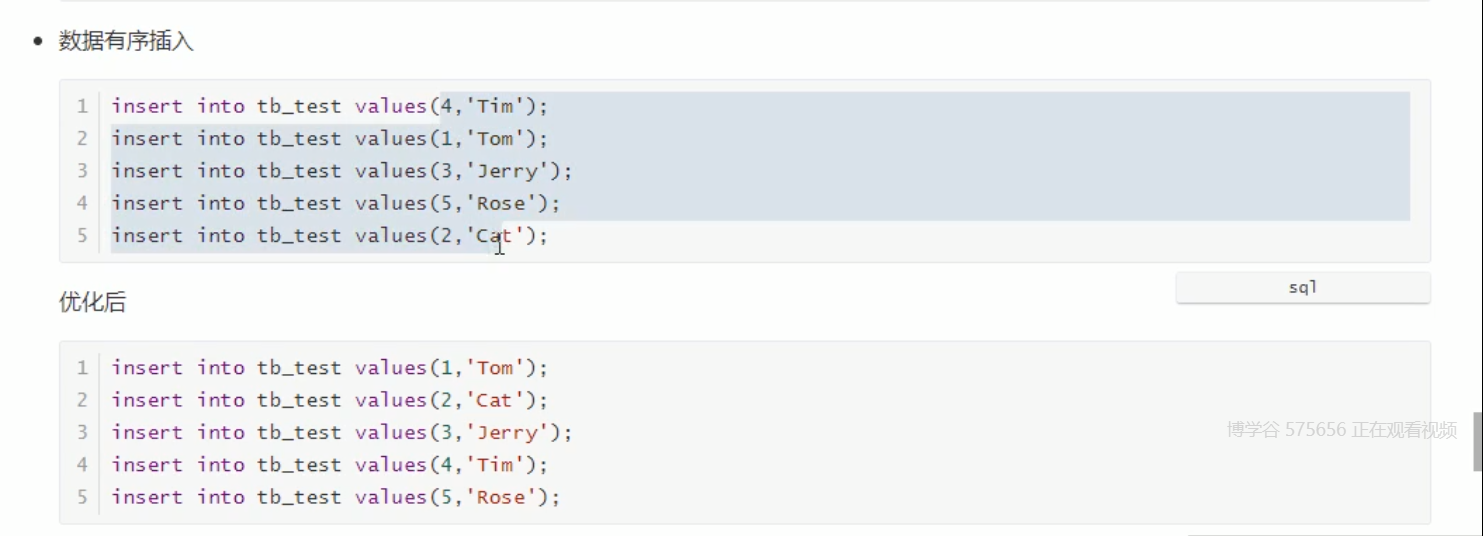 数据有序插入
1 insert into tb_test values(4,'Tim');
2 insert into tb_test values(1,'Tom');
3 insert into tb_test values(3,'Jerry');
4 insert into tb_test values(5,'Rose');
5 insert into tb_test values(2,'Cat');
sql
优化后
1 insert into tb_test values(1,'Tom');
2 insert into tb_test values(2,'Cat');
3 insert into tb_test values(3,'Jerry');
4 insert into tb_test values(4,'Tim');
5 insert into tb_test values(5,'Rose');
博学谷 575656 正在观看视频